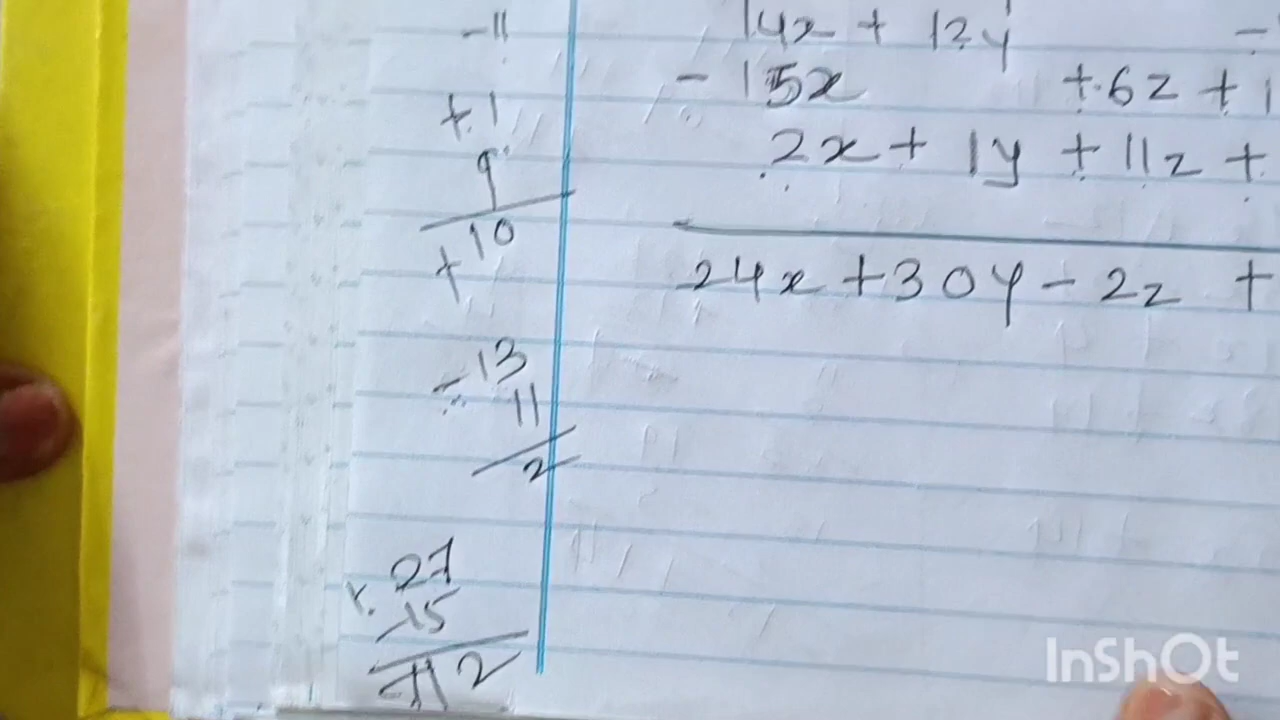 -11
+1
9
+10
-13
11
2
27
-15
+12
14x + 12y -
- 15x + 6z + 1
2x + 1y + 11z +
24x + 30y - 2z +
InShOt